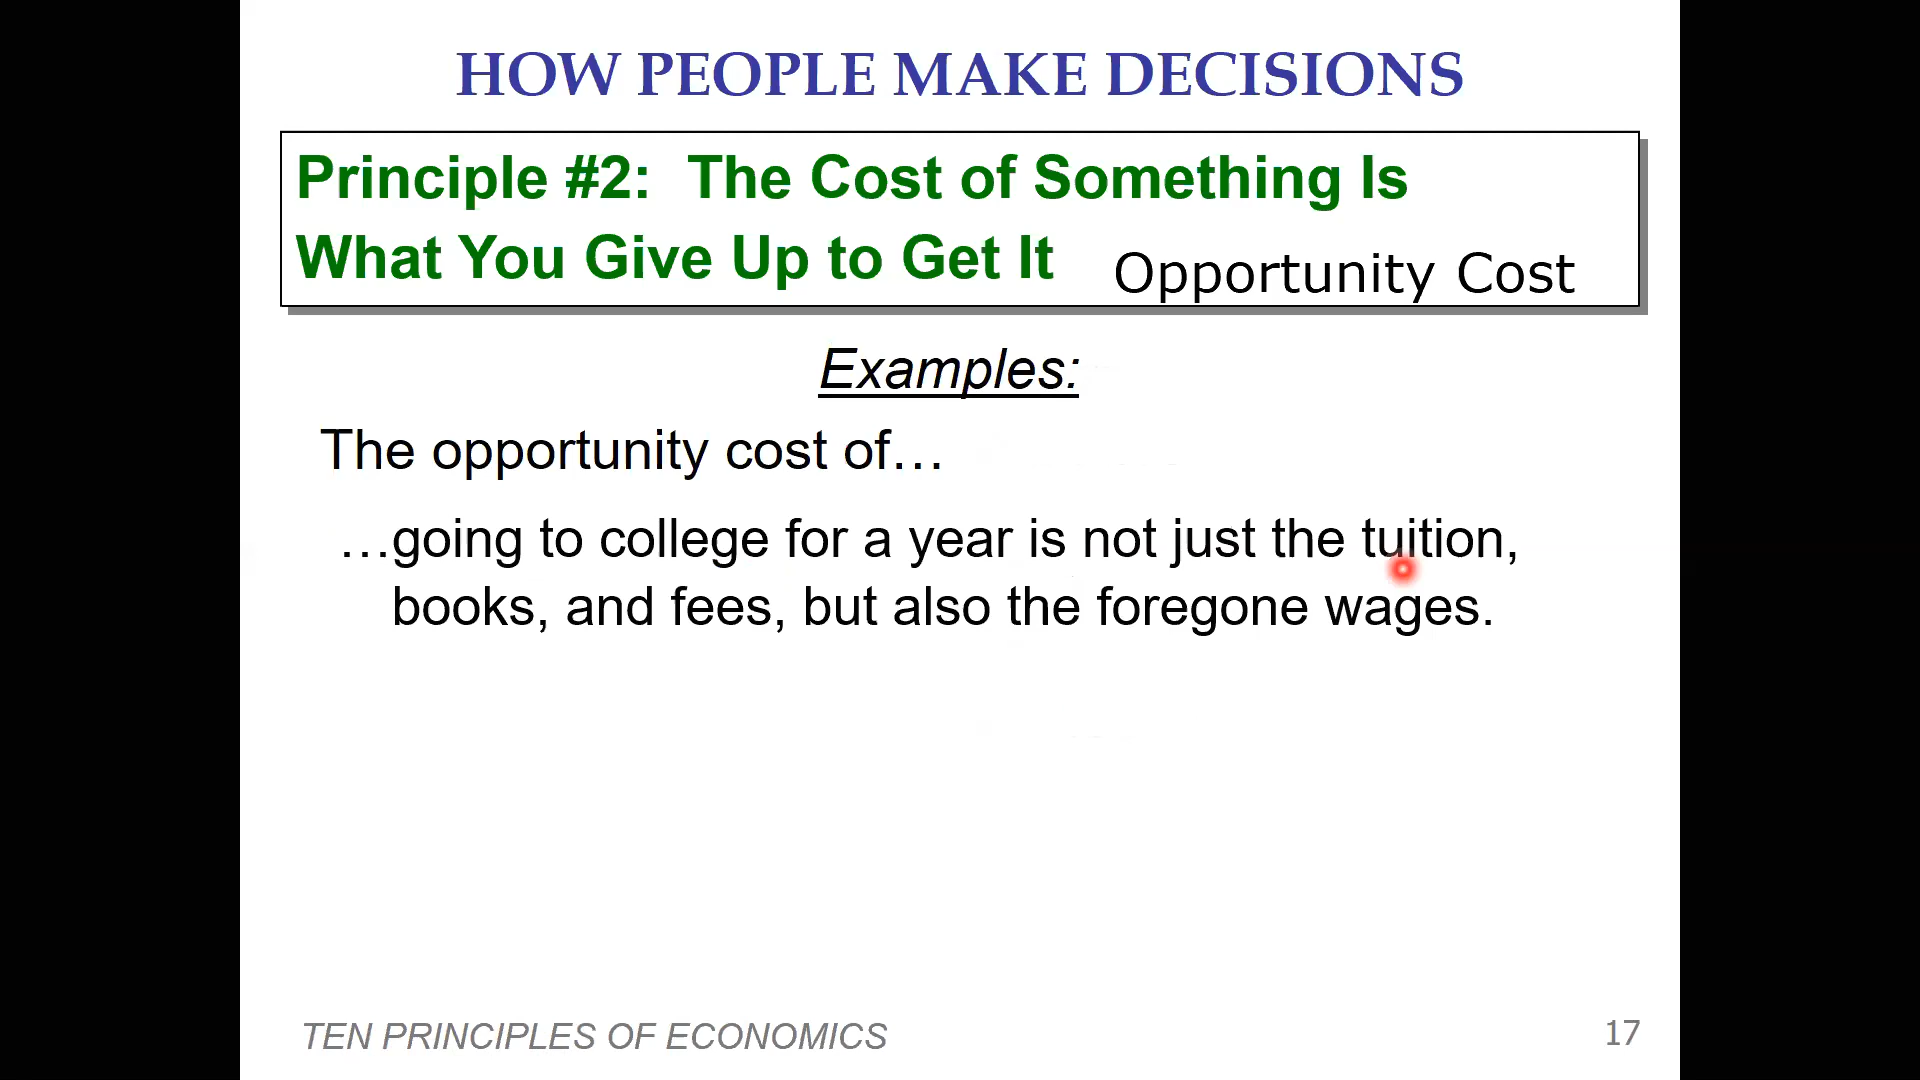 HOW PEOPLE MAKE DECISIONS
Principle #2: The Cost of Something Is
What You Give Up to Get It
Opportunity Cost
Examples:
The opportunity cost of…
…going to college for a year is not just the tuition,
books, and fees, but also the foregone wages.
TEN PRINCIPLES OF ECONOMICS
17